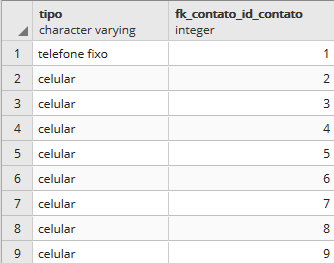 tipo fk_contato_id_contato
character varying integer
1 telefone fixo 1
2 celular 2
3 celular 3
4 celular 4
5 celular 5
6 celular 6
7 celular 7
8 celular 8
9 celular 9